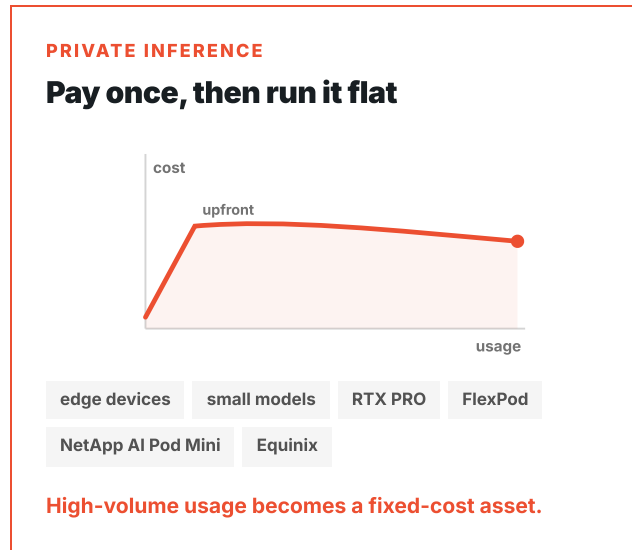 PRIVATE INFERENCE
Pay once, then run it flat
cost
upfront
usage
edge devices
small models
RTX PRO
FlexPod
NetApp AI Pod Mini
Equinix
High-volume usage becomes a fixed-cost asset.